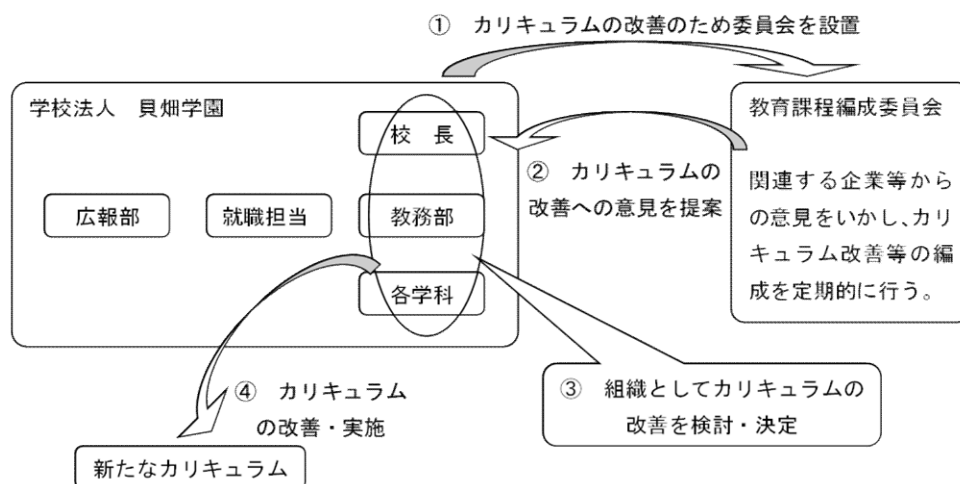 ① カリキュラムの改善のため委員会を設置
学校法人 貝畑学園
校 長
広報部
就職担当
教務部
各学科
② カリキュラムの
改善への意見を提案
教育課程編成委員会
関連する企業等から
の意見をいかし、カリ
キュラム改善等の編
成を定期的に行う。
③ 組織としてカリキュラムの
改善を検討・決定
④ カリキュラム
の改善・実施
新たなカリキュラム